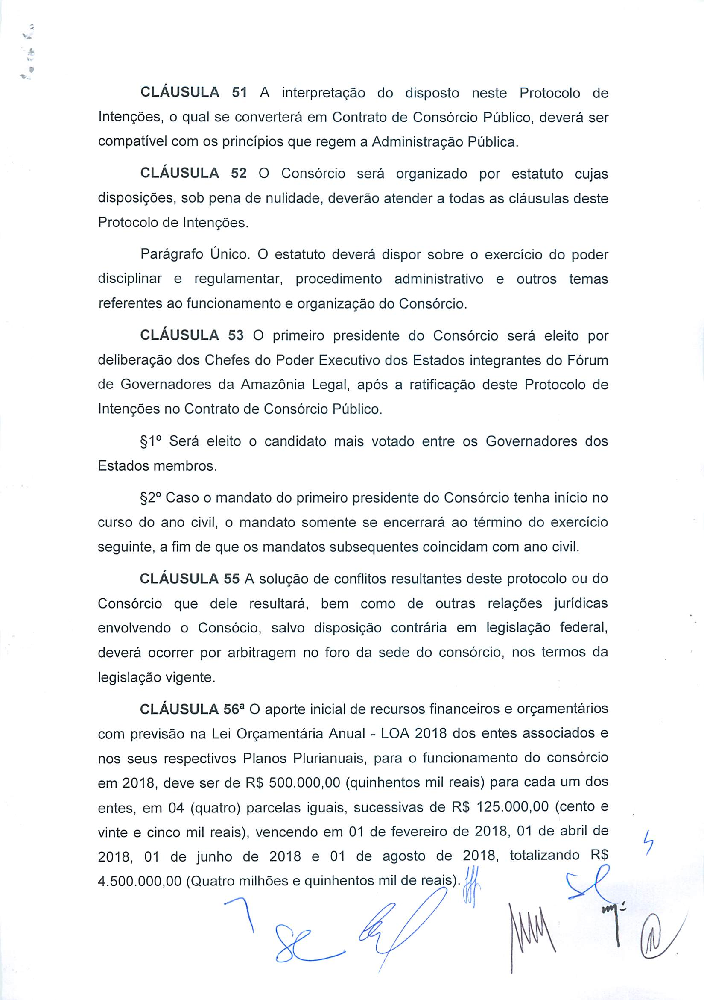 CLÁUSULA 51 A interpretação do disposto neste Protocolo de
Intenções, o qual se converterá em Contrato de Consórcio Público, deverá ser
compatível com os princípios que regem a Administração Pública.
CLÁUSULA 52 O Consórcio será organizado por estatuto cujas
disposições, sob pena de nulidade, deverão atender a todas as cláusulas deste
Protocolo de Intenções.
Parágrafo Único. O estatuto deverá dispor sobre o exercício do poder
disciplinar e regulamentar, procedimento administrativo e outros temas
referentes ao funcionamento e organização do Consórcio.
CLÁUSULA 53 O primeiro presidente do Consórcio será eleito por
deliberação dos Chefes do Poder Executivo dos Estados integrantes do Fórum
de Governadores da Amazônia Legal, após a ratificação deste Protocolo de
Intenções no Contrato de Consórcio Público.
§1º Será eleito o candidato mais votado entre os Governadores dos
Estados membros.
§2º Caso o mandato do primeiro presidente do Consórcio tenha início no
curso do ano civil, o mandato somente se encerrará ao término do exercício
seguinte, a fim de que os mandatos subsequentes coincidam com ano civil.
CLÁUSULA 55 A solução de conflitos resultantes deste protocolo ou do
Consórcio que dele resultará, bem como de outras relações jurídicas
envolvendo o Consócio, salvo disposição contrária em legislação federal,
deverá ocorrer por arbitragem no foro da sede do consórcio, nos termos da
legislação vigente.
CLÁUSULA 56ª O aporte inicial de recursos financeiros e orçamentários
com previsão na Lei Orçamentária Anual - LOA 2018 dos entes associados e
nos seus respectivos Planos Plurianuais, para o funcionamento do consórcio
em 2018, deve ser de R$ 500.000,00 (quinhentos mil reais) para cada um dos
entes, em 04 (quatro) parcelas iguais, sucessivas de R$ 125.000,00 (cento e
vinte e cinco mil reais), vencendo em 01 de fevereiro de 2018, 01 de abril de
2018, 01 de junho de 2018 e 01 de agosto de 2018, totalizando R$
4.500.000,00 (Quatro milhões e quinhentos mil de reais).